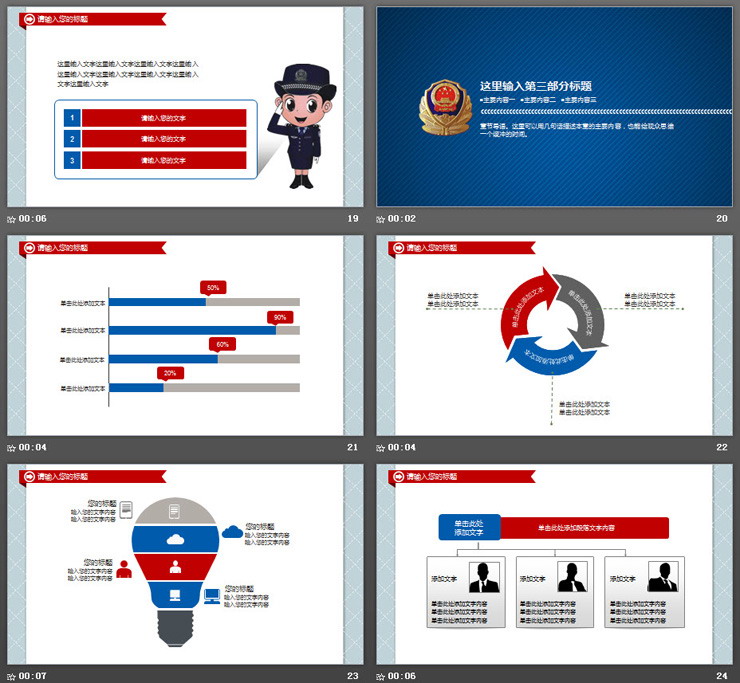 请输入您的标题
这里输入文字这里输入文字这里输入文字这里输入
这里输入文字这里输入文字这里输入文字这里输入
文字这里输入文字
1 请输入您的文字
2 请输入您的文字
3 请输入您的文字
00:06 19
这里输入第三部分标题
主要内容一 主要内容二 主要内容三
章节导语。这里可以用几句话描述本章的主要内容，也能给观众思维
一个缓冲的时间。
00:02 20
请输入您的标题
50%
单击此处添加文本
90%
单击此处添加文本
60%
单击此处添加文本
20%
单击此处添加文本
00:04 21
请输入您的标题
单击此处添加文本
单击此处添加文本
单击此处添加文本
单击此处添加文本
单击此处添加文本
单击此处添加文本
单击此处添加文本
单击此处添加文本
单击此处添加文本
00:04 22
请输入您的标题
您的标题
输入您的文字内容
输入您的文字内容
您的标题
输入您的文字内容
输入您的文字内容
您的标题
输入您的文字内容
输入您的文字内容
您的标题
输入您的文字内容
输入您的文字内容
00:07 23
请输入您的标题
单击此处
添加文字
单击此处添加段落文字内容
添加文字
单击此处添加文字内容
单击此处添加文字内容
单击此处添加文字内容
添加文字
单击此处添加文字内容
单击此处添加文字内容
单击此处添加文字内容
添加文字
单击此处添加文字内容
单击此处添加文字内容
单击此处添加文字内容
00:06 24